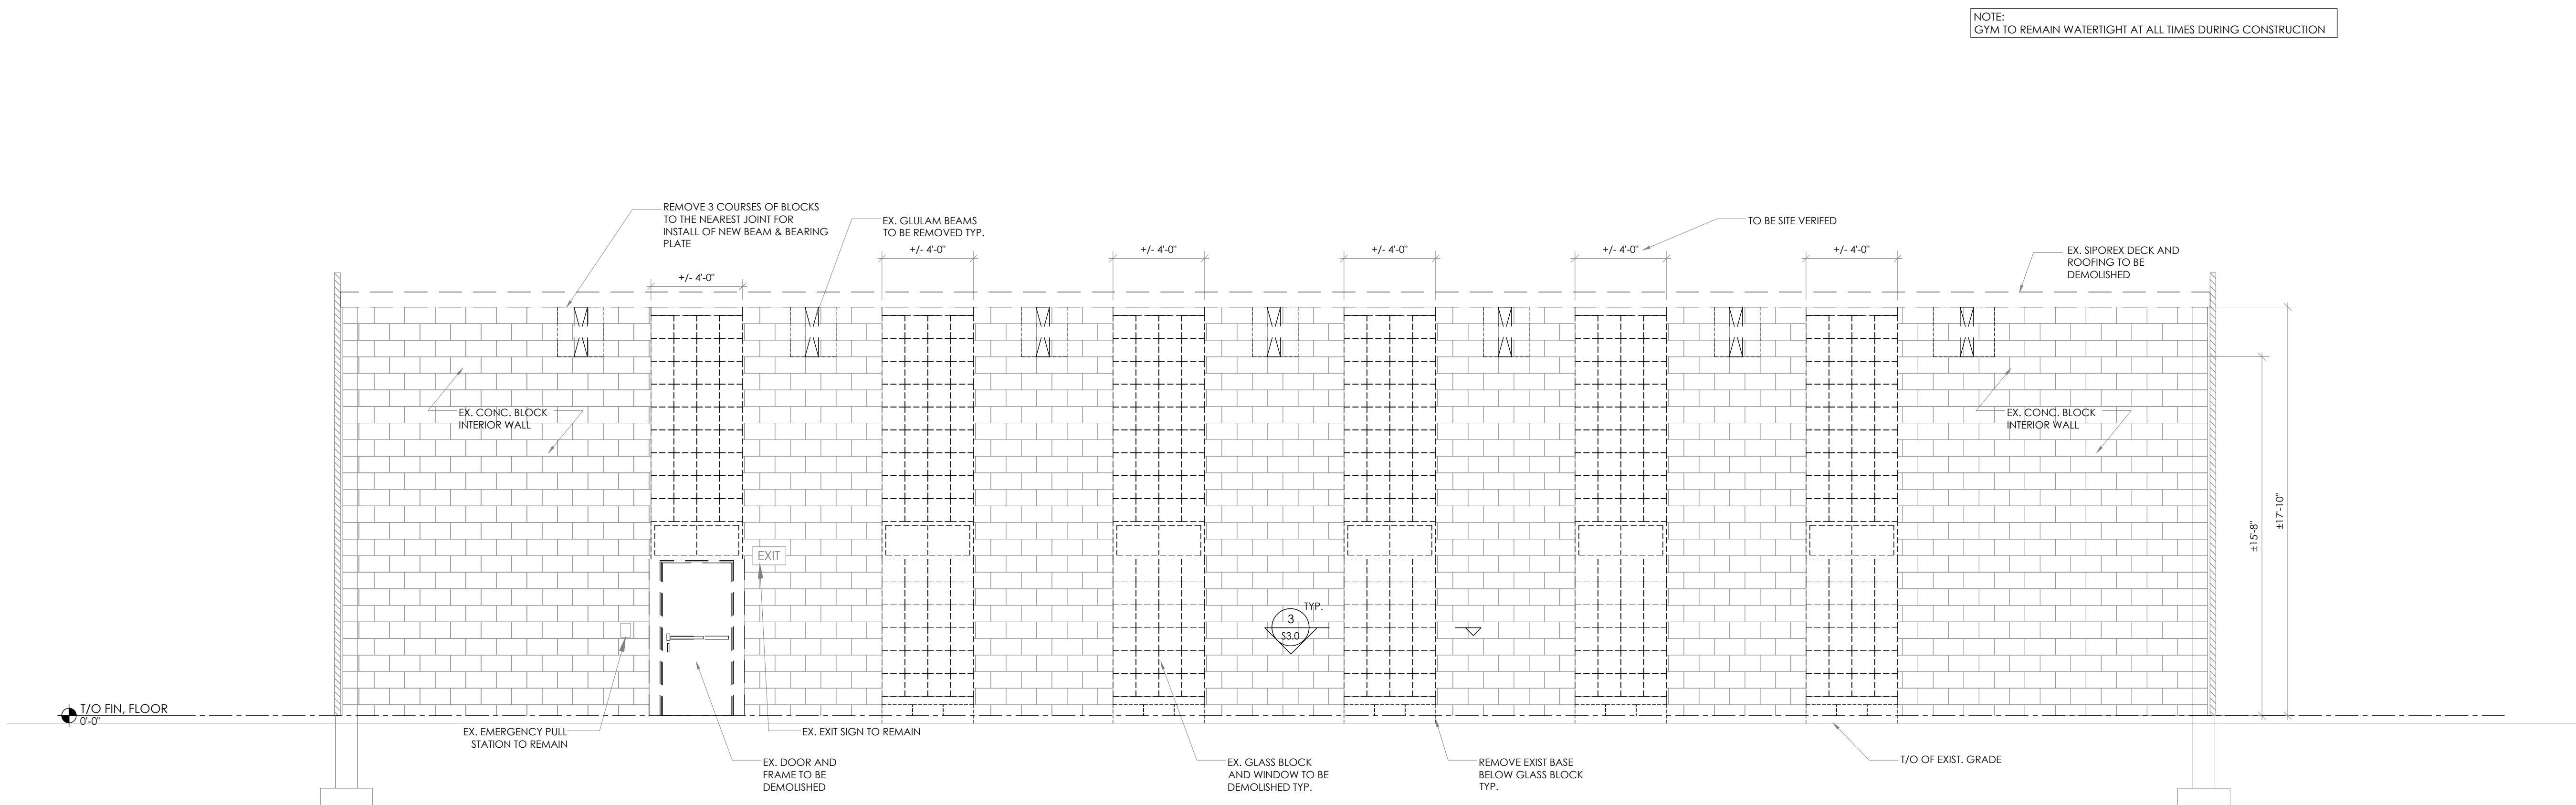 NOTE:
GYM TO REMAIN WATERTIGHT AT ALL TIMES DURING CONSTRUCTION
REMOVE 3 COURSES OF BLOCKS
TO THE NEAREST JOINT FOR
INSTALL OF NEW BEAM & BEARING
PLATE
EX. GLULAM BEAMS
TO BE REMOVED TYP.
TO BE SITE VERIFED
EX. SIPOREX DECK AND
ROOFING TO BE
DEMOLISHED
+/- 4'-0"
+/- 4'-0"
+/- 4'-0"
+/- 4'-0"
+/- 4'-0"
+/- 4'-0"
EX. CONC. BLOCK
INTERIOR WALL
EX. CONC. BLOCK
INTERIOR WALL
±15'-8"
±17'-10"
EXIT
TYP.
3
S3.0
T/O FIN, FLOOR
0'-0"
EX. EMERGENCY PULL
STATION TO REMAIN
EX. EXIT SIGN TO REMAIN
EX. DOOR AND
FRAME TO BE
DEMOLISHED
EX. GLASS BLOCK
AND WINDOW TO BE
DEMOLISHED TYP.
REMOVE EXIST BASE
BELOW GLASS BLOCK
TYP.
T/O OF EXIST. GRADE